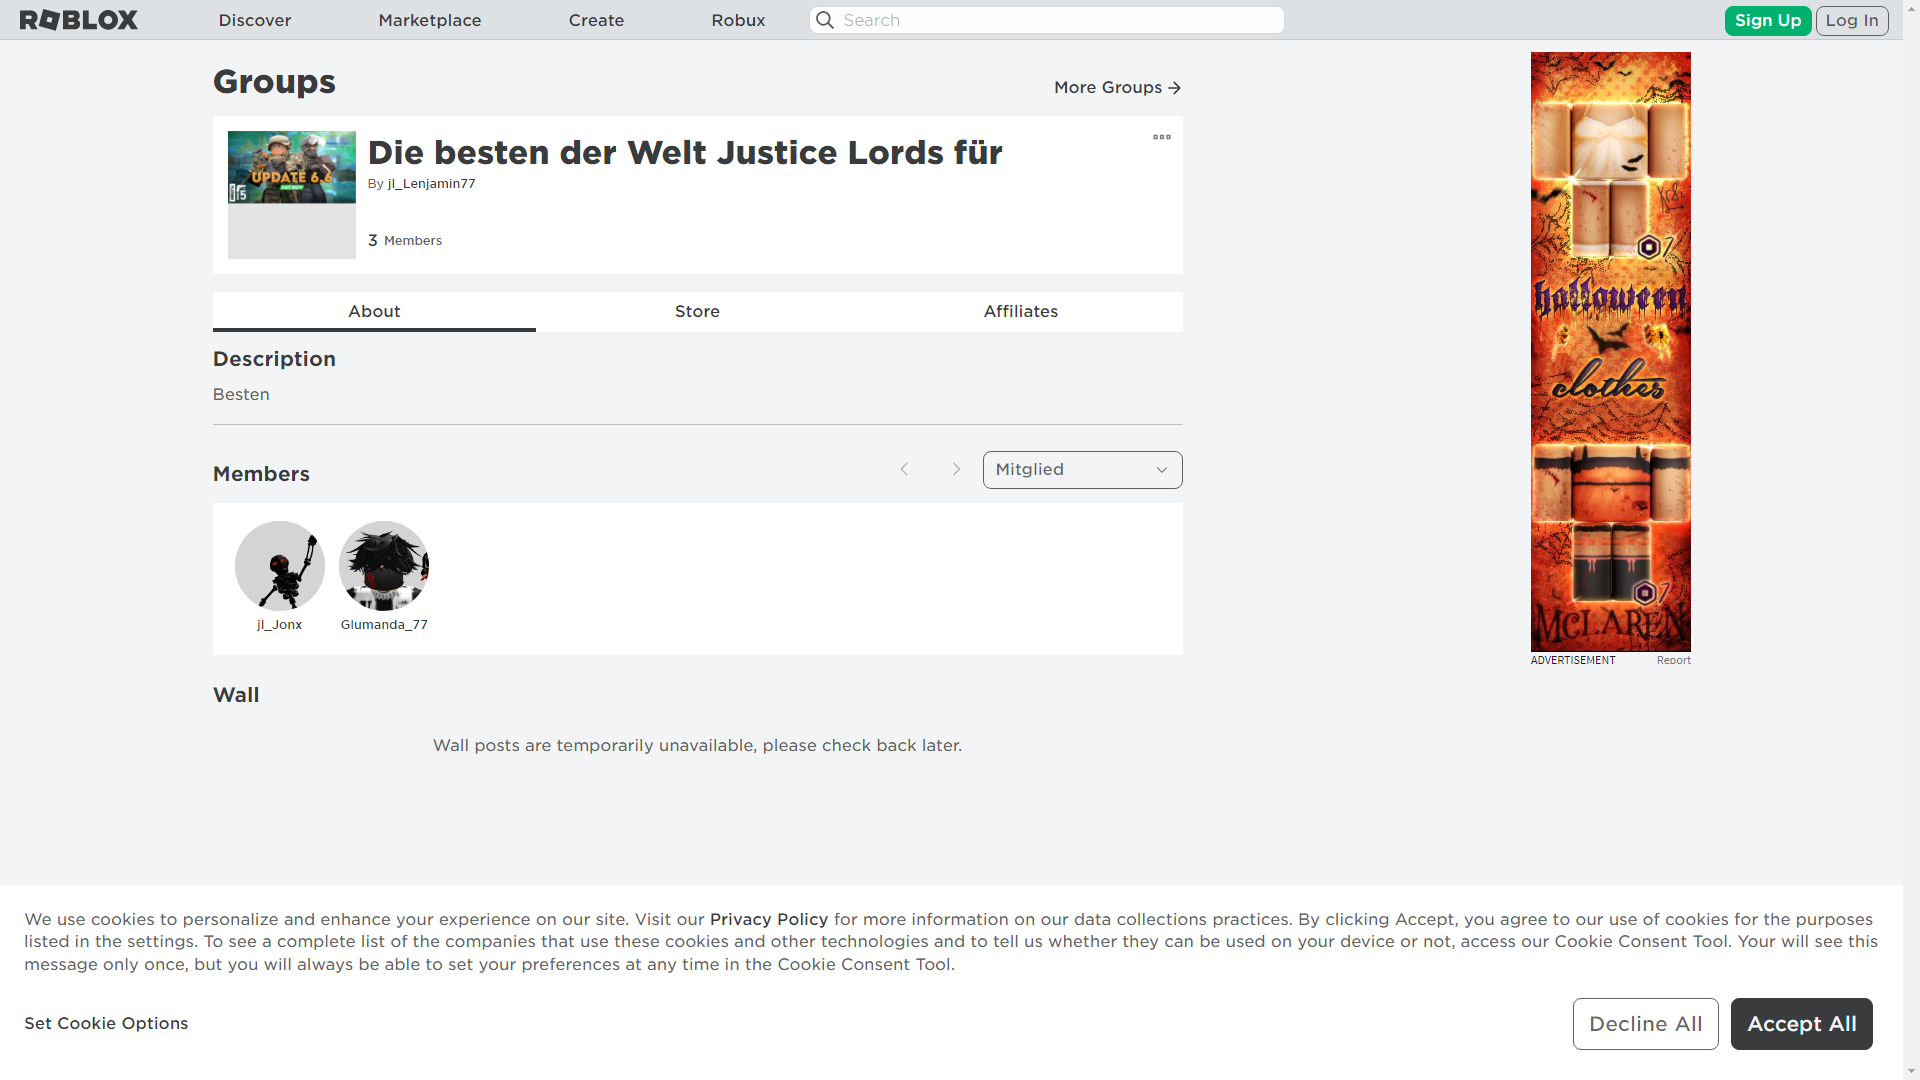 ROBLOX
Discover
Marketplace
Create
Robux
Search
Sign Up
Log In
Groups
More Groups
UPDATE 6.6
Die besten der Welt Justice Lords für
By jl_Lenjamin77
3 Members
About
Store
Affiliates
Description
Besten
Members
Mitglied
jl_Jonx
Glumanda_77
Wall
Wall posts are temporarily unavailable, please check back later.
7
halloween
clothes
7
MCLAREN
ADVERTISEMENT
Report
We use cookies to personalize and enhance your experience on our site. Visit our Privacy Policy for more information on our data collections practices. By clicking Accept, you agree to our use of cookies for the purposes
listed in the settings. To see a complete list of the companies that use these cookies and other technologies and to tell us whether they can be used on your device or not, access our Cookie Consent Tool. Your will see this
message only once, but you will always be able to set your preferences at any time in the Cookie Consent Tool.
Set Cookie Options
Decline All
Accept All